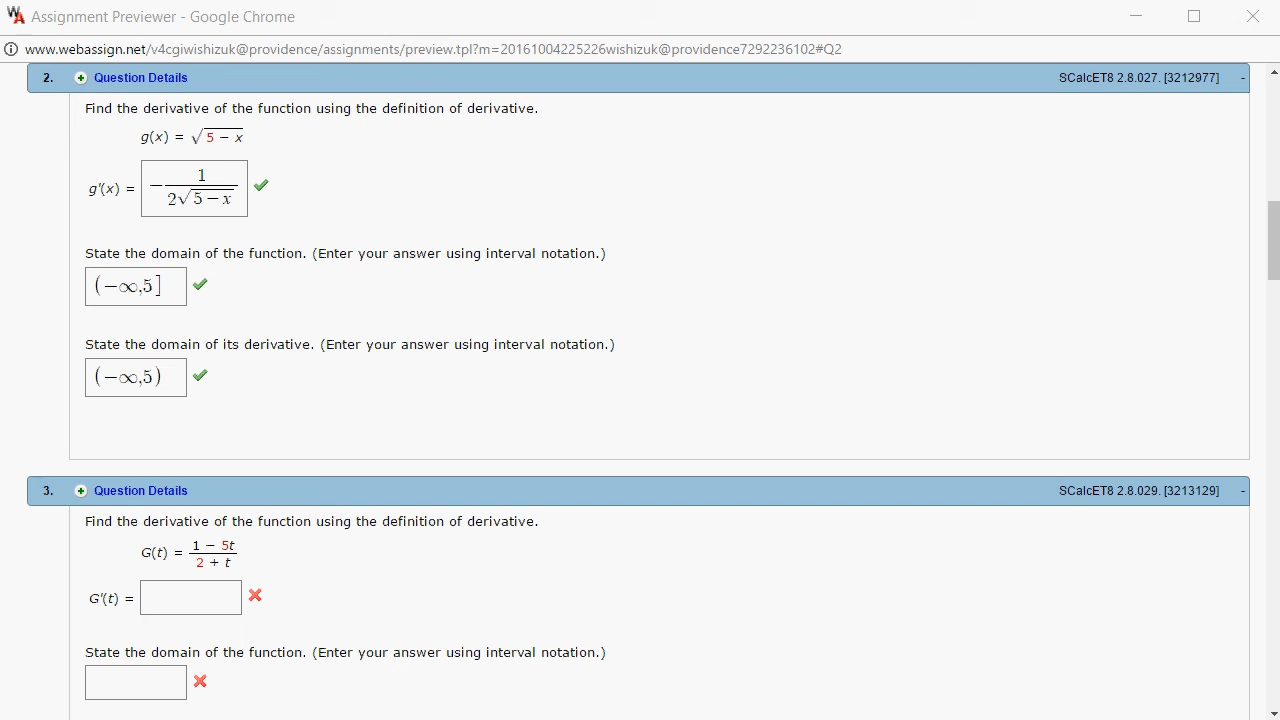 Assignment Previewer - Google Chrome
www.webassign.net/v4cgiwishizuk@providence/assignments/preview.tpl?m=20161004225226wishizuk@providence7292236102#Q2
2. Question Details SCalcET8 2.8.027. [3212977] -
Find the derivative of the function using the definition of derivative.
g(x) = √5 − x
g'(x) = −1/2√5−x
State the domain of the function. (Enter your answer using interval notation.)
(−∞,5]
State the domain of its derivative. (Enter your answer using interval notation.)
(−∞,5)
3. Question Details SCalcET8 2.8.029. [3213129] -
Find the derivative of the function using the definition of derivative.
G(t) = 1 − 5t/2 + t
G'(t) =
State the domain of the function. (Enter your answer using interval notation.)